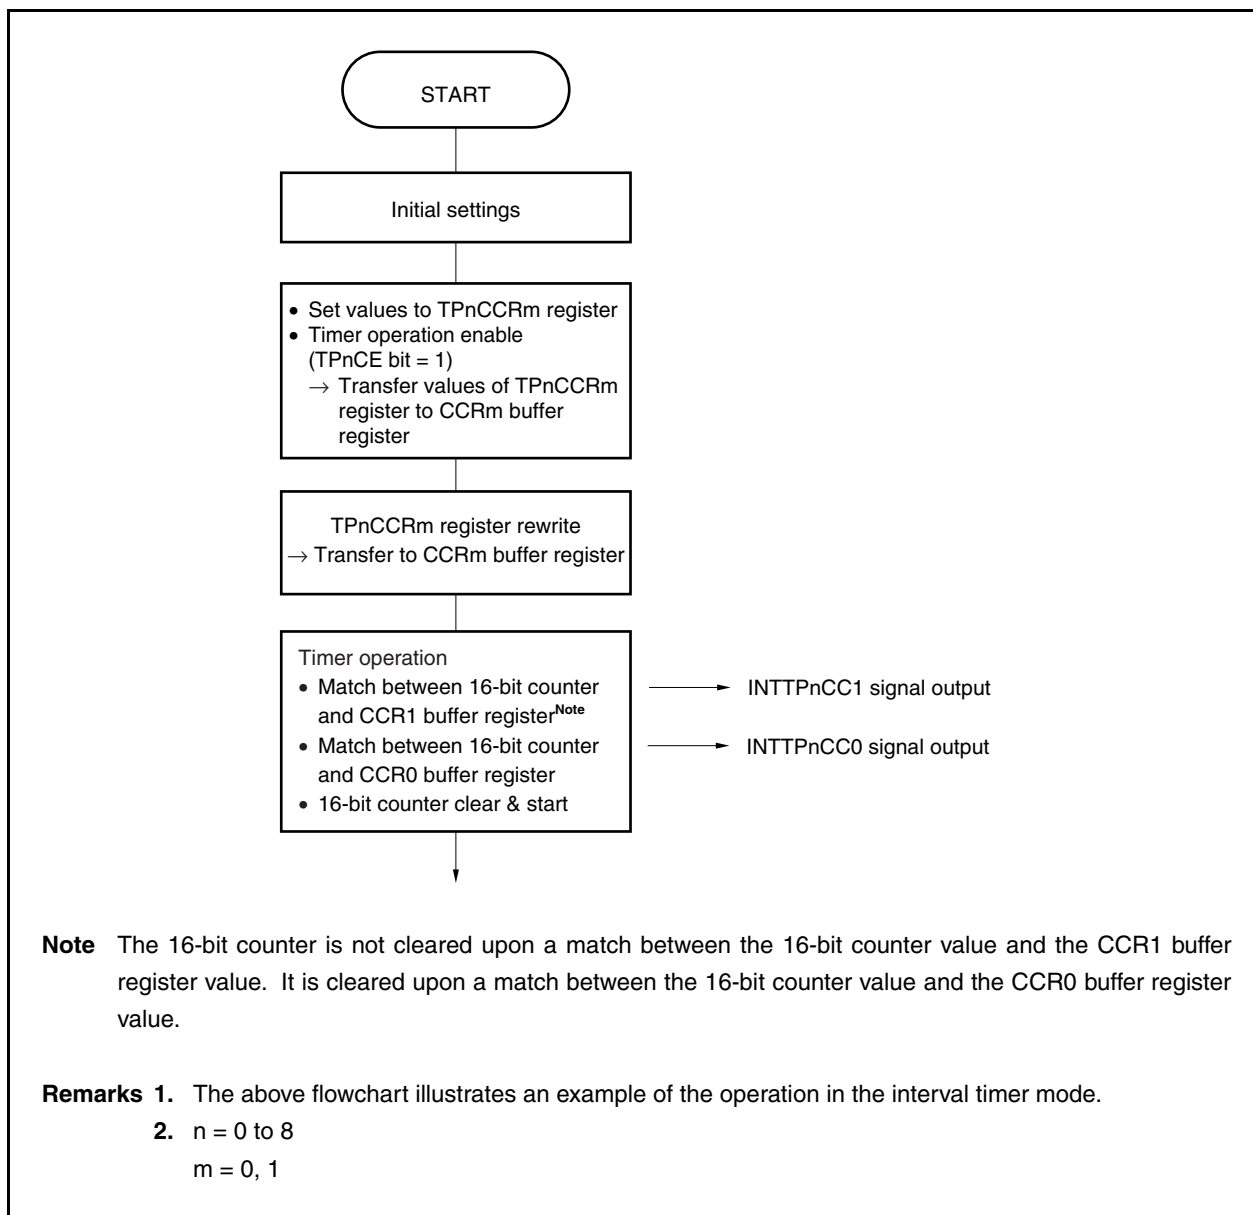 START
Initial settings
• Set values to TPnCCRm register
• Timer operation enable
(TPnCE bit = 1)
→ Transfer values of TPnCCRm
register to CCRm buffer
register
TPnCCRm register rewrite
→ Transfer to CCRm buffer register
Timer operation
• Match between 16-bit counter
and CCR1 buffer registerNote
INTTPnCC1 signal output
• Match between 16-bit counter
and CCR0 buffer register
INTTPnCC0 signal output
• 16-bit counter clear & start
Note The 16-bit counter is not cleared upon a match between the 16-bit counter value and the CCR1 buffer
register value. It is cleared upon a match between the 16-bit counter value and the CCR0 buffer register
value.
Remarks 1. The above flowchart illustrates an example of the operation in the interval timer mode.
2. n = 0 to 8
m = 0, 1